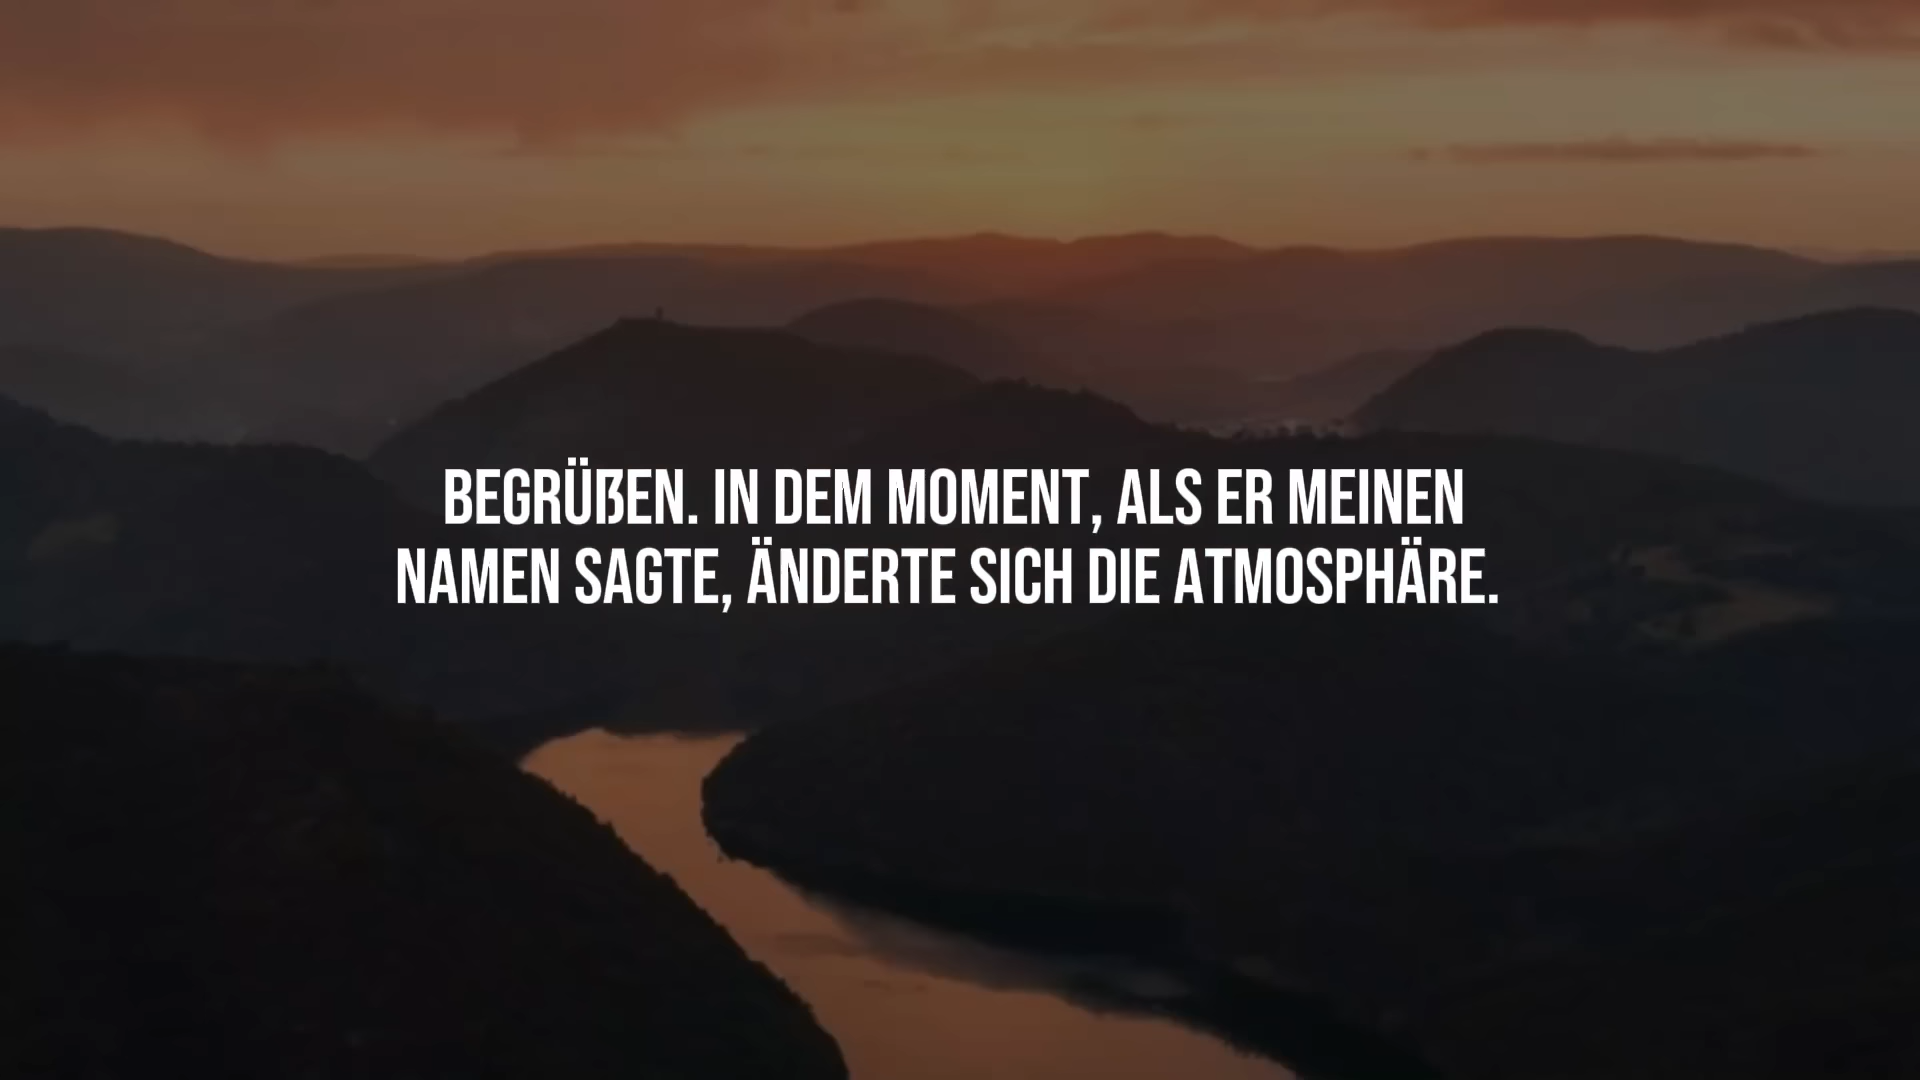 BEGRÜßEN. IN DEM MOMENT, ALS ER MEINEN
NAMEN SAGTE, ÄNDERTE SICH DIE ATMOSPHÄRE.